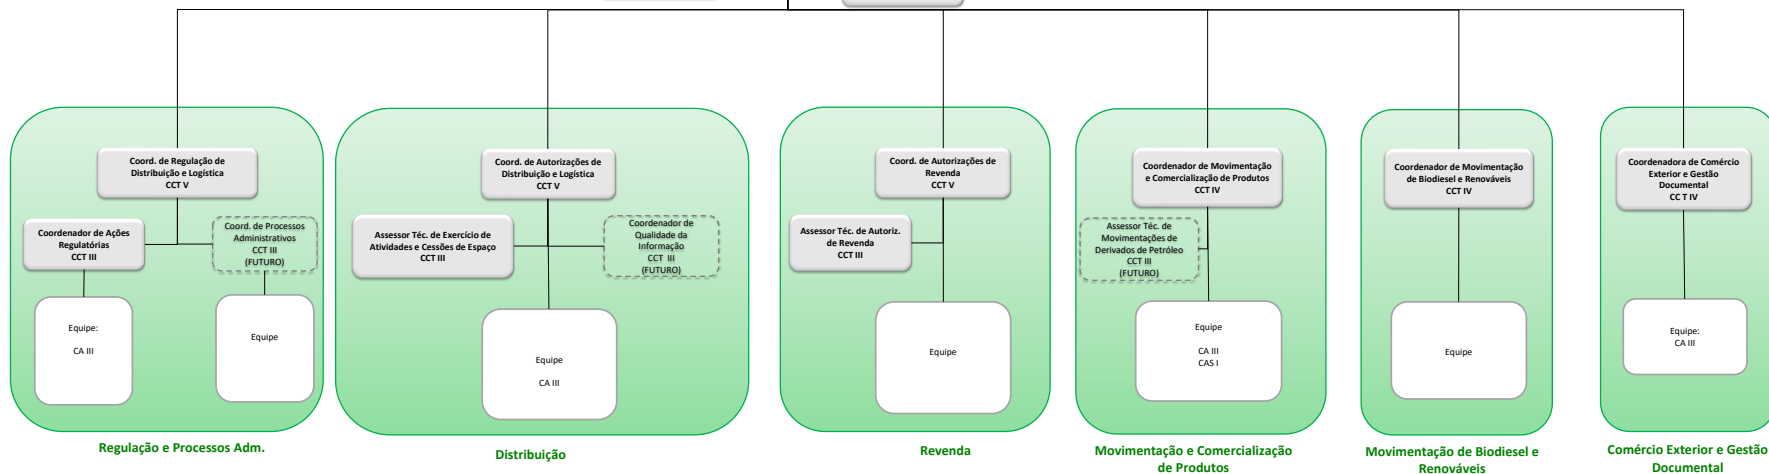 Coord. de Regulação de
Distribuição e Logística
CCT V
Coordenador de Ações
Regulatórias
CCT III
Coord. de Processos
Administrativos
CCT III
(FUTURO)
Equipe:
CA III
Equipe
Regulação e Processos Adm.
Coord. de Autorizações de
Distribuição e Logística
CCT V
Assessor Téc. de Exercício de
Atividades e Cessões de Espaço
CCT III
Coordenador de
Qualidade da
Informação
CCT III
(FUTURO)
Equipe
CA III
Distribuição
Coord. de Autorizações de
Revenda
CCT V
Assessor Téc. de Autoriz.
de Revenda
CCT III
Equipe
Revenda
Coordenador de Movimentação
e Comercialização de Produtos
CCT IV
Assessor Téc. de
Movimentações de
Derivados de Petróleo
CCT III
(FUTURO)
Equipe
CA III
CAS I
Movimentação e Comercialização
de Produtos
Coordenador de Movimentação
de Biodiesel e Renováveis
CCT IV
Equipe
Movimentação de Biodiesel e
Renováveis
Coordenadora de Comércio
Exterior e Gestão
Documental
CC T IV
Equipe:
CA III
Comércio Exterior e Gestão
Documental